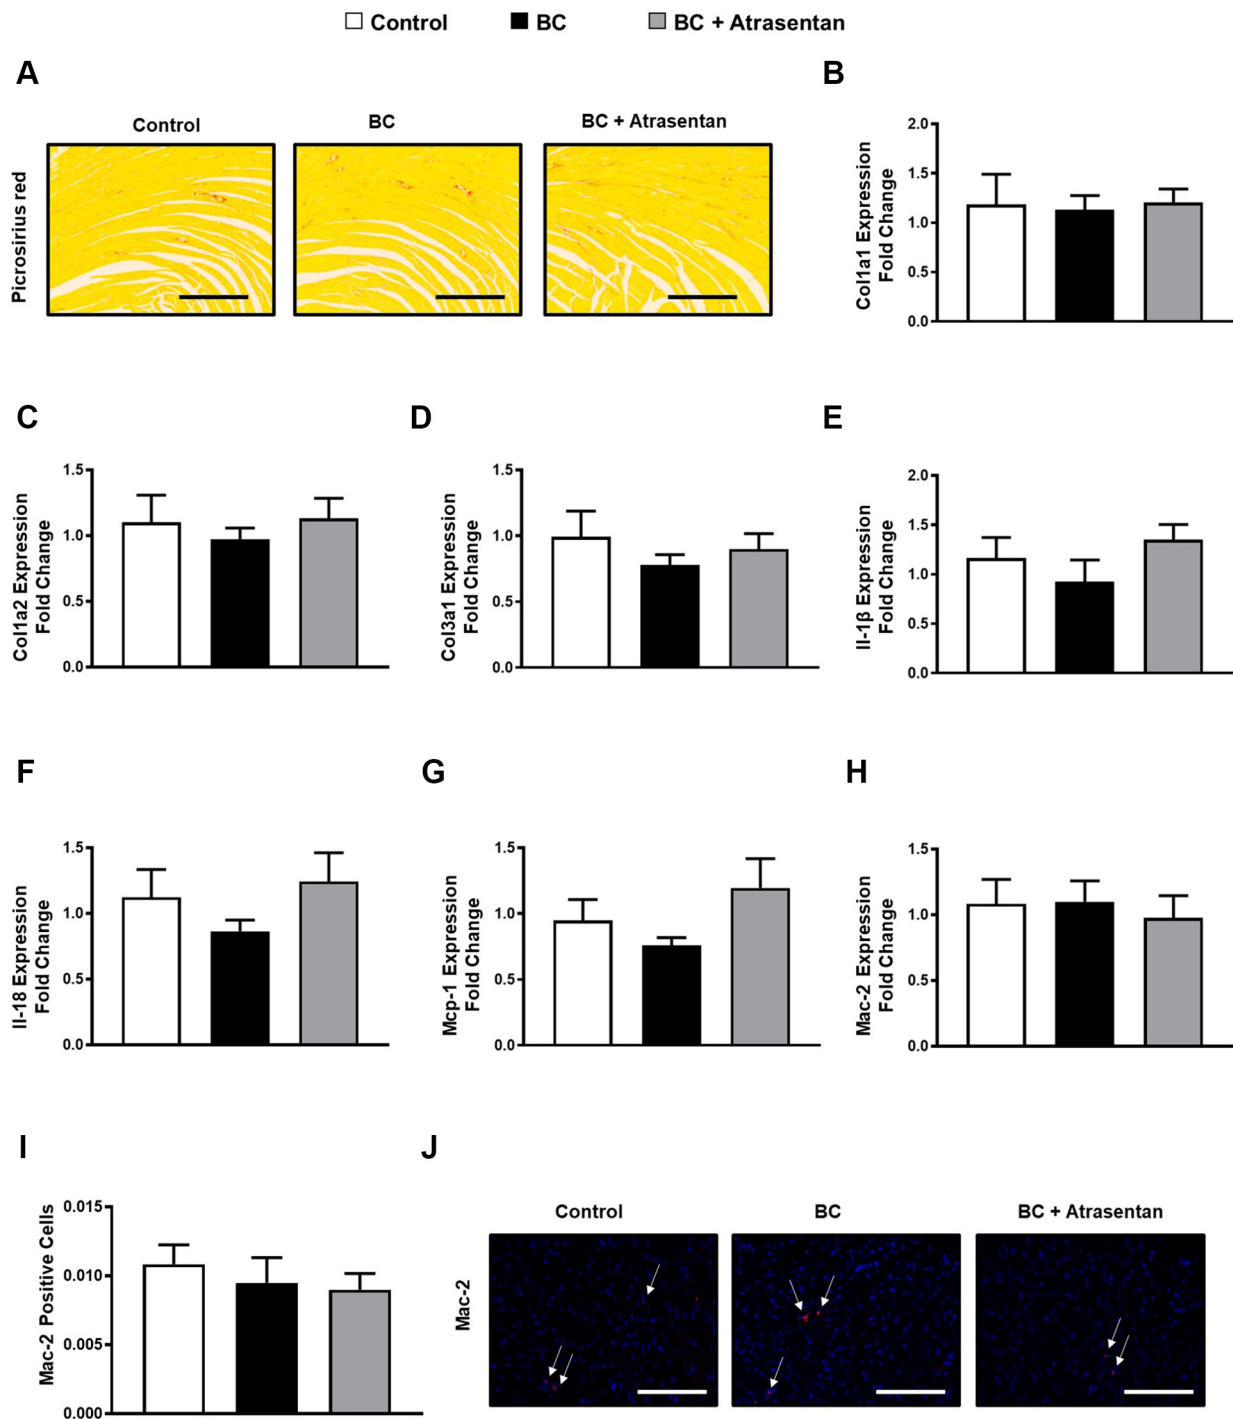 Control BC BC + Atrasentan
A
Control BC BC + Atrasentan
Picrosirius red
B
2.0
1.5
1.0
0.5
0.0
Col1a1 Expression
Fold Change
C
1.5
1.0
0.5
0.0
Col1a2 Expression
Fold Change
D
1.5
1.0
0.5
0.0
Col3a1 Expression
Fold Change
E
2.0
1.5
1.0
0.5
0.0
Il-1β Expression
Fold Change
F
1.5
1.0
0.5
0.0
Il-18 Expression
Fold Change
G
1.5
1.0
0.5
0.0
Mcp-1 Expression
Fold Change
H
1.5
1.0
0.5
0.0
Mac-2 Expression
Fold Change
I
0.015
0.010
0.005
0.000
Mac-2 Positive Cells
J
Control BC BC + Atrasentan
Mac-2